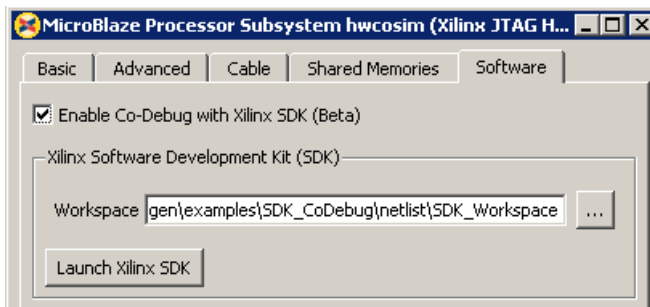 MicroBlaze Processor Subsystem hwcosim (Xilinx JTAG H...
Basic Advanced Cable Shared Memories Software
Enable Co-Debug with Xilinx SDK (Beta)
Xilinx Software Development Kit (SDK)
Workspace gen\examples\SDK_CoDebug\netlist\SDK_Workspace ...
Launch Xilinx SDK